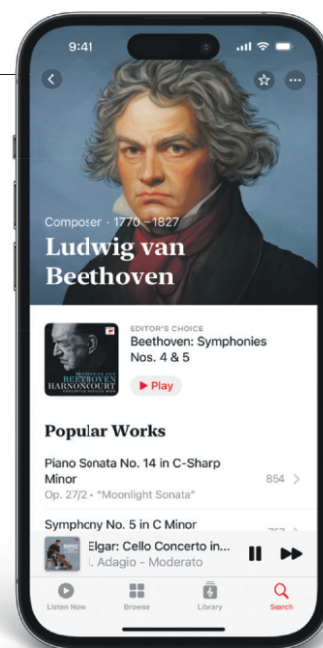 9:41
Composer · 1770 – 1827
Ludwig van
Beethoven
EDITOR'S CHOICE
Beethoven: Symphonies
Nos. 4 & 5
BEETHOVEN
HARNONCOURT
Play
Popular Works
Piano Sonata No. 14 in C-Sharp
Minor
854
Op. 27/2 • "Moonlight Sonata"
Symphony No. 5 in C Minor
Elgar: Cello Concerto in...
I. Adagio – Moderato
Listen Now
Browse
Library
Search